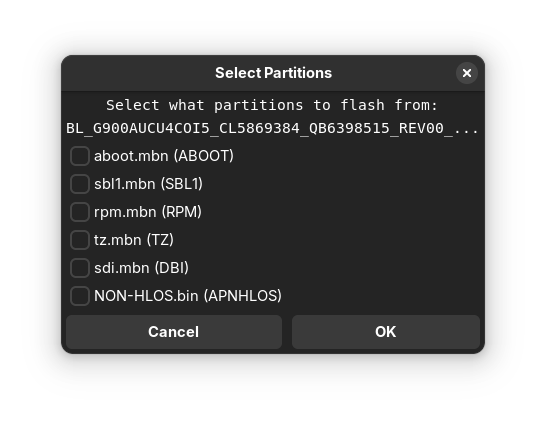 Select Partitions
Select what partitions to flash from:
BL_G900AUCU4COI5_CL5869384_QB6398515_REV00_...
aboot.mbn (ABOOT)
sbl1.mbn (SBL1)
rpm.mbn (RPM)
tz.mbn (TZ)
sdi.mbn (DBI)
NON-HLOS.bin (APNHLOS)
Cancel OK